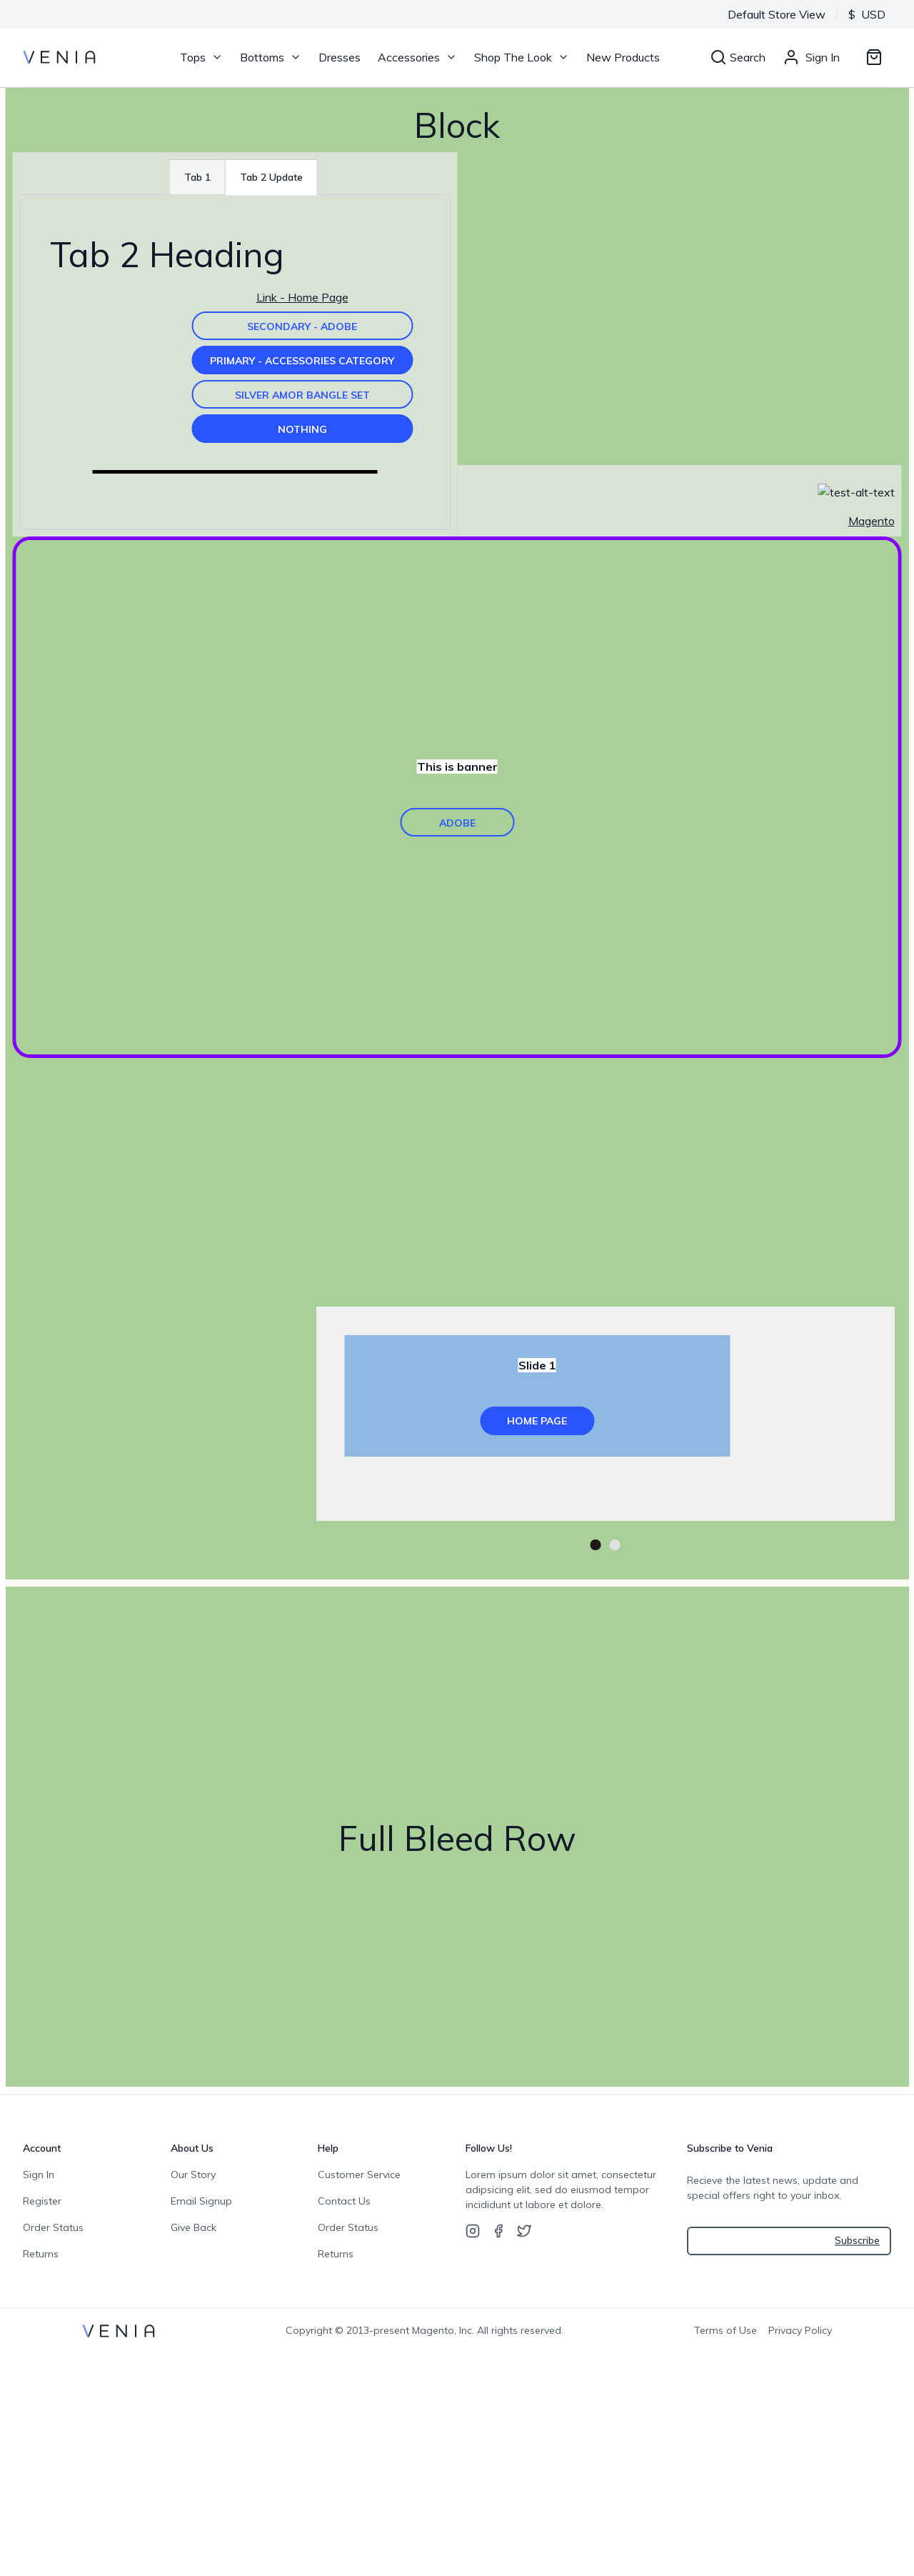 Default Store View
$ USD
VENIA
Tops
Bottoms
Dresses
Accessories
Shop The Look
New Products
Search
Sign In
Block
Tab 1
Tab 2 Update
Tab 2 Heading
Link - Home Page
SECONDARY - ADOBE
PRIMARY - ACCESSORIES CATEGORY
SILVER AMOR BANGLE SET
NOTHING
test-alt-text
Magento
This is banner
ADOBE
Slide 1
HOME PAGE
Full Bleed Row
Account
Sign In
Register
Order Status
Returns
About Us
Our Story
Email Signup
Give Back
Help
Customer Service
Contact Us
Order Status
Returns
Follow Us!
Lorem ipsum dolor sit amet, consectetur
adipsicing elit, sed do eiusmod tempor
incididunt ut labore et dolore.
Subscribe to Venia
Recieve the latest news, update and
special offers right to your inbox.
Subscribe
VENIA
Copyright © 2013-present Magento, Inc. All rights reserved.
Terms of Use
Privacy Policy